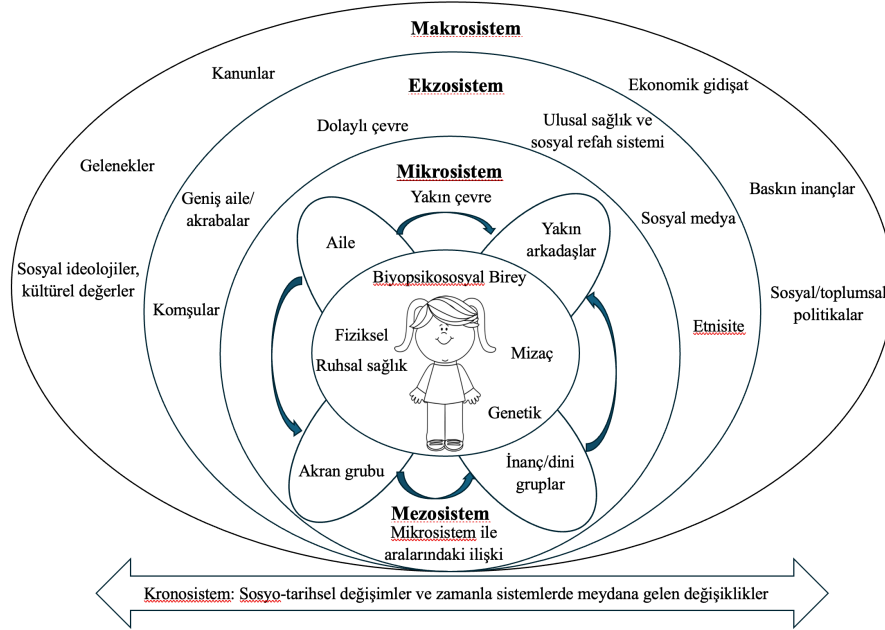 Makrosistem
Kanunlar
Ekonomik gidişat
Ekzosistem
Dolaylı çevre
Ulusal sağlık ve
sosyal refah sistemi
Gelenekler
Mikrosistem
Yakın çevre
Baskın inançlar
Geniş aile/
akrabalar
Sosyal medya
Aile
Yakın
arkadaşlar
Sosyal ideolojiler,
kültürel değerler
Biyopsikososyal Birey
Komşular
Sosyal/toplumsal
politikalar
Etnisite
Fiziksel
Ruhsal sağlık
Mizaç
Genetik
Akran grubu
İnanç/dini
gruplar
Mezosistem
Mikrosistem ile
aralarındaki ilişki
Kronosistem: Sosyo-tarihsel değişimler ve zamanla sistemlerde meydana gelen değişiklikler